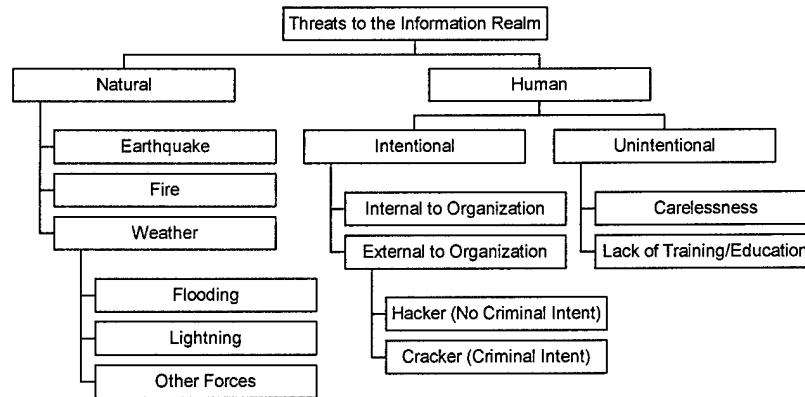 Threats to the Information Realm
Natural
Human
Earthquake
Fire
Weather
Flooding
Lightning
Other Forces
Intentional
Unintentional
Internal to Organization
External to Organization
Hacker (No Criminal Intent)
Cracker (Criminal Intent)
Carelessness
Lack of Training/Education